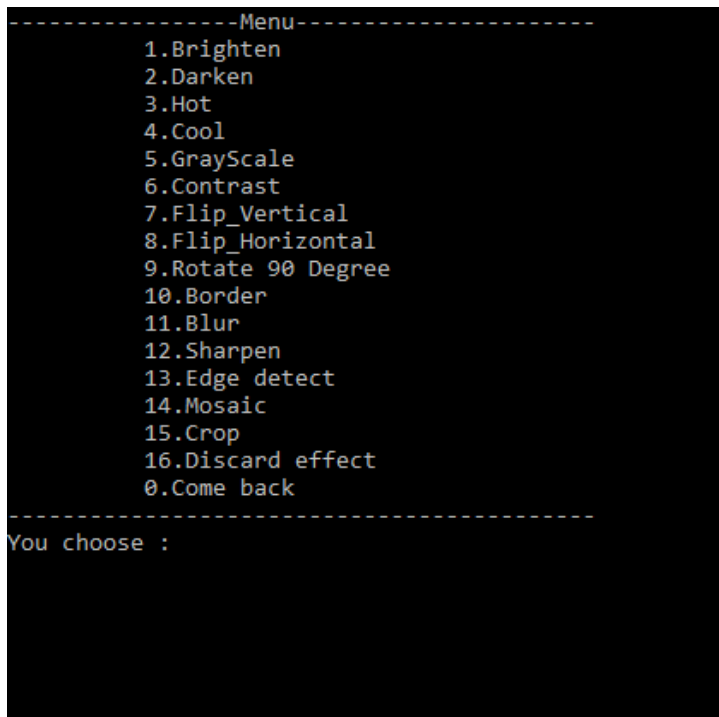 -----------------Menu----------------------
1.Brighten
2.Darken
3.Hot
4.Cool
5.GrayScale
6.Contrast
7.Flip_Vertical
8.Flip_Horizontal
9.Rotate 90 Degree
10.Border
11.Blur
12.Sharpen
13.Edge detect
14.Mosaic
15.Crop
16.Discard effect
0.Come back
-------------------------------------------
You choose :